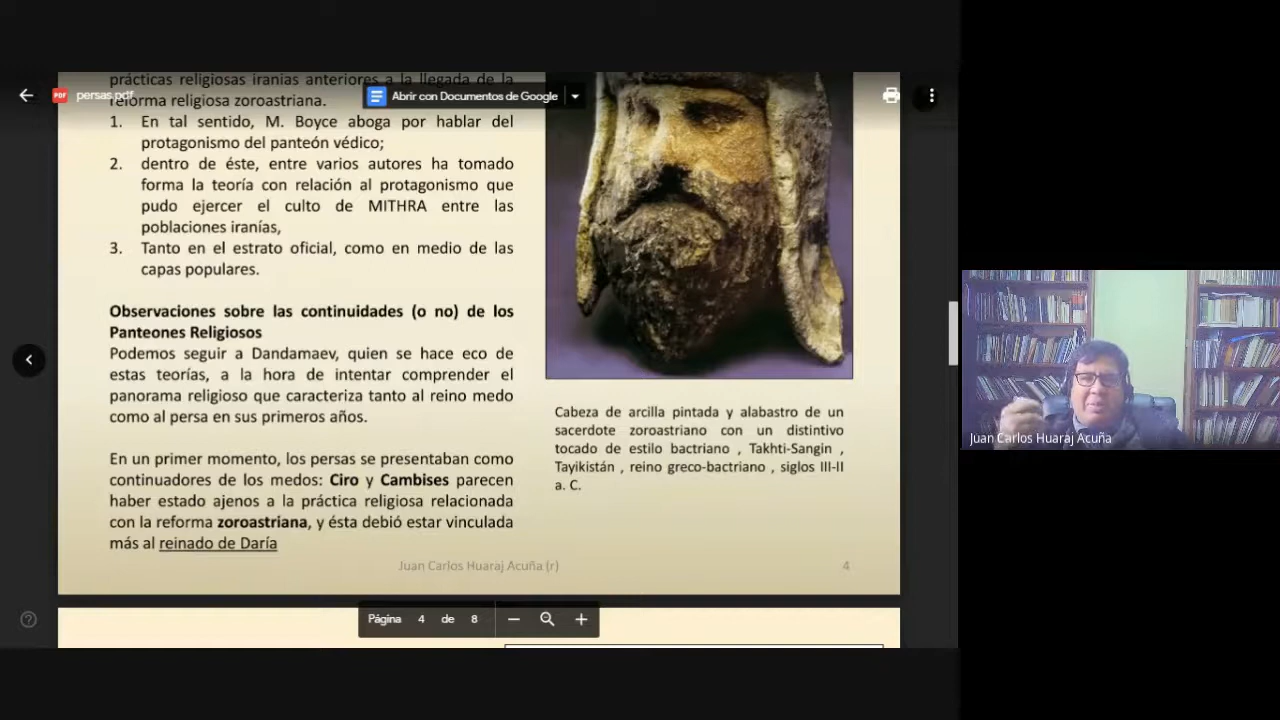 prácticas religiosas iranias anteriores a la llegada de la
reforma religiosa zoroastriana.
persas.pdf
PDF
Abrir con Documentos de Google
1. En tal sentido, M. Boyce aboga por hablar del
protagonismo del panteón védico;
2. dentro de éste, entre varios autores ha tomado
forma la teoría con relación al protagonismo que
pudo ejercer el culto de MITHRA entre las
poblaciones iranías,
3. Tanto en el estrato oficial, como en medio de las
capas populares.
Observaciones sobre las continuidades (o no) de los
Panteones Religiosos
Podemos seguir a Dandamaev, quien se hace eco de
estas teorías, a la hora de intentar comprender el
panorama religioso que caracteriza tanto al reino medo
como al persa en sus primeros años.
En un primer momento, los persas se presentaban como
continuadores de los medos: Ciro y Cambises parecen
haber estado ajenos a la práctica religiosa relacionada
con la reforma zoroastriana, y ésta debió estar vinculada
más al reinado de Daría
Cabeza de arcilla pintada y alabastro de un
sacerdote zoroastriano con un distintivo
tocado de estilo bactriano , Takhti-Sangin ,
Tayikistán , reino greco-bactriano , siglos III-II
a. C.
Juan Carlos Huaraj Acuña (r)
4
Página 4 de 8
Juan Carlos Huaraj Acuña